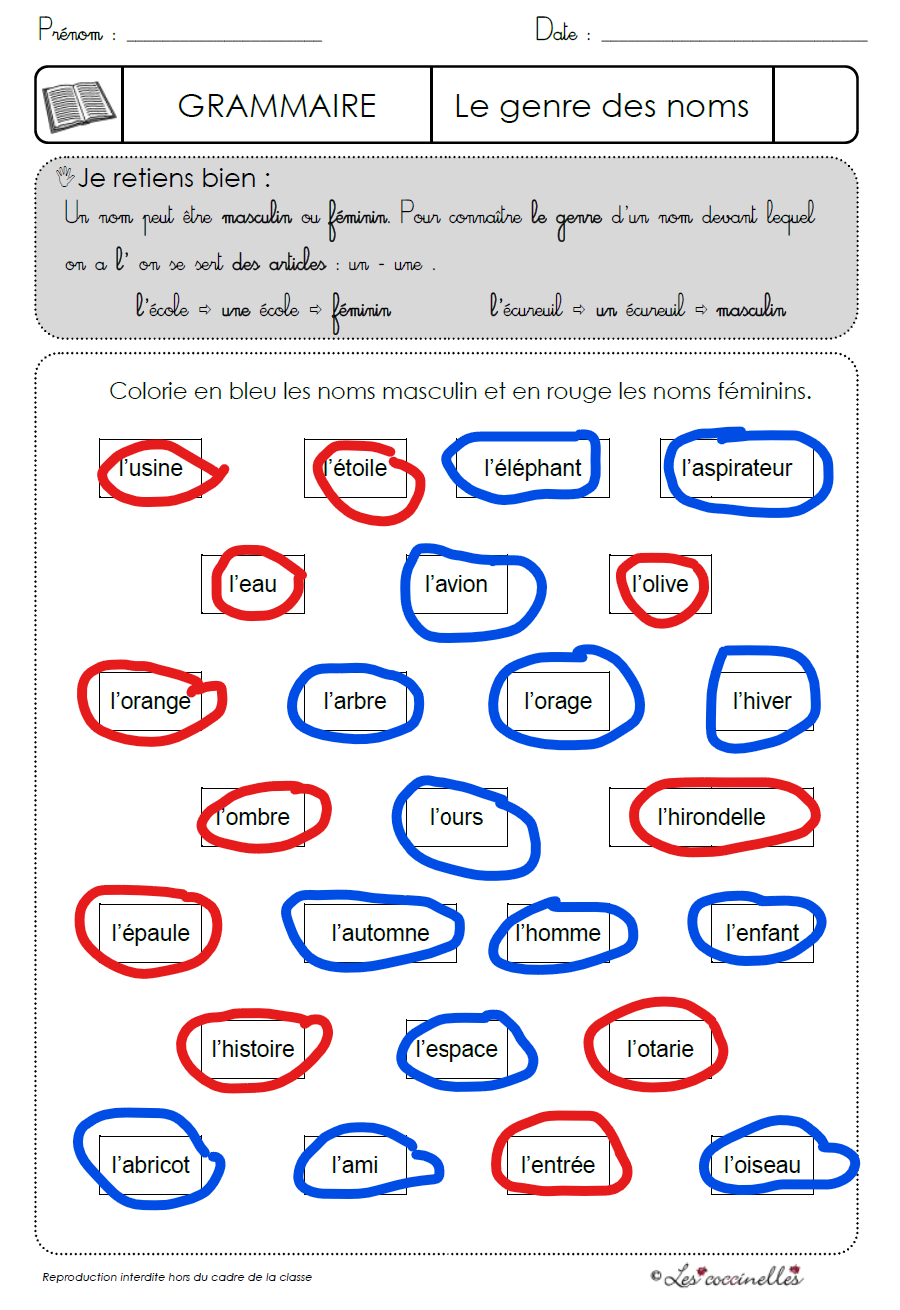 Prénom : ____________________ Date : ____________________________
GRAMMAIRE Le genre des noms
Je retiens bien :
Un nom peut être masculin ou féminin. Pour connaître le genre d'un nom devant lequel
on a l' on se sert des articles : un - une .
l'école ⇨ une école ⇨ féminin l'écureuil ⇨ un écureuil ⇨ masculin
Colorie en bleu les noms masculin et en rouge les noms féminins.
l'usine l'étoile l'éléphant l'aspirateur
l'eau l'avion l'olive
l'orange l'arbre l'orage l'hiver
l'ombre l'ours l'hirondelle
l'épaule l'automne l'homme l'enfant
l'histoire l'espace l'otarie
l'abricot l'ami l'entrée l'oiseau
Reproduction interdite hors du cadre de la classe © Les coccinelles